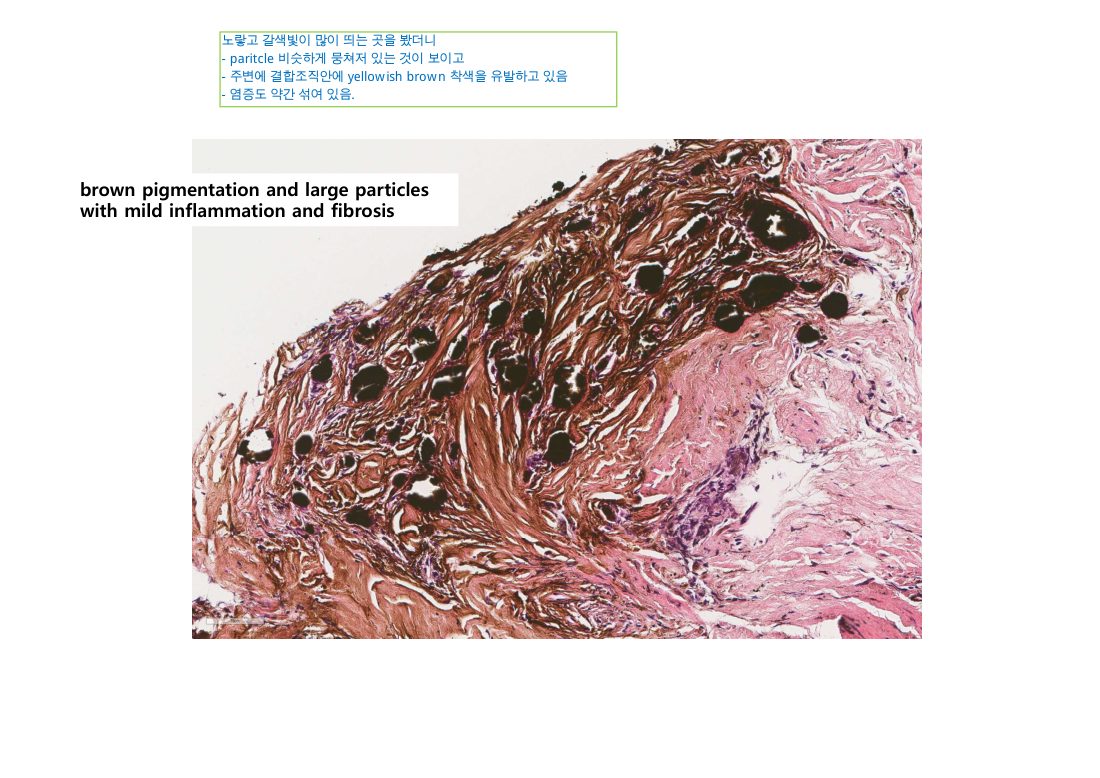 노랗고 갈색빛이 많이 띄는 곳을 봤더니
- paritcle 비슷하게 뭉쳐저 있는 것이 보이고
- 주변에 결합조직안에 yellowish brown 착색을 유발하고 있음
- 염증도 약간 섞여 있음.
brown pigmentation and large particles
with mild inflammation and fibrosis